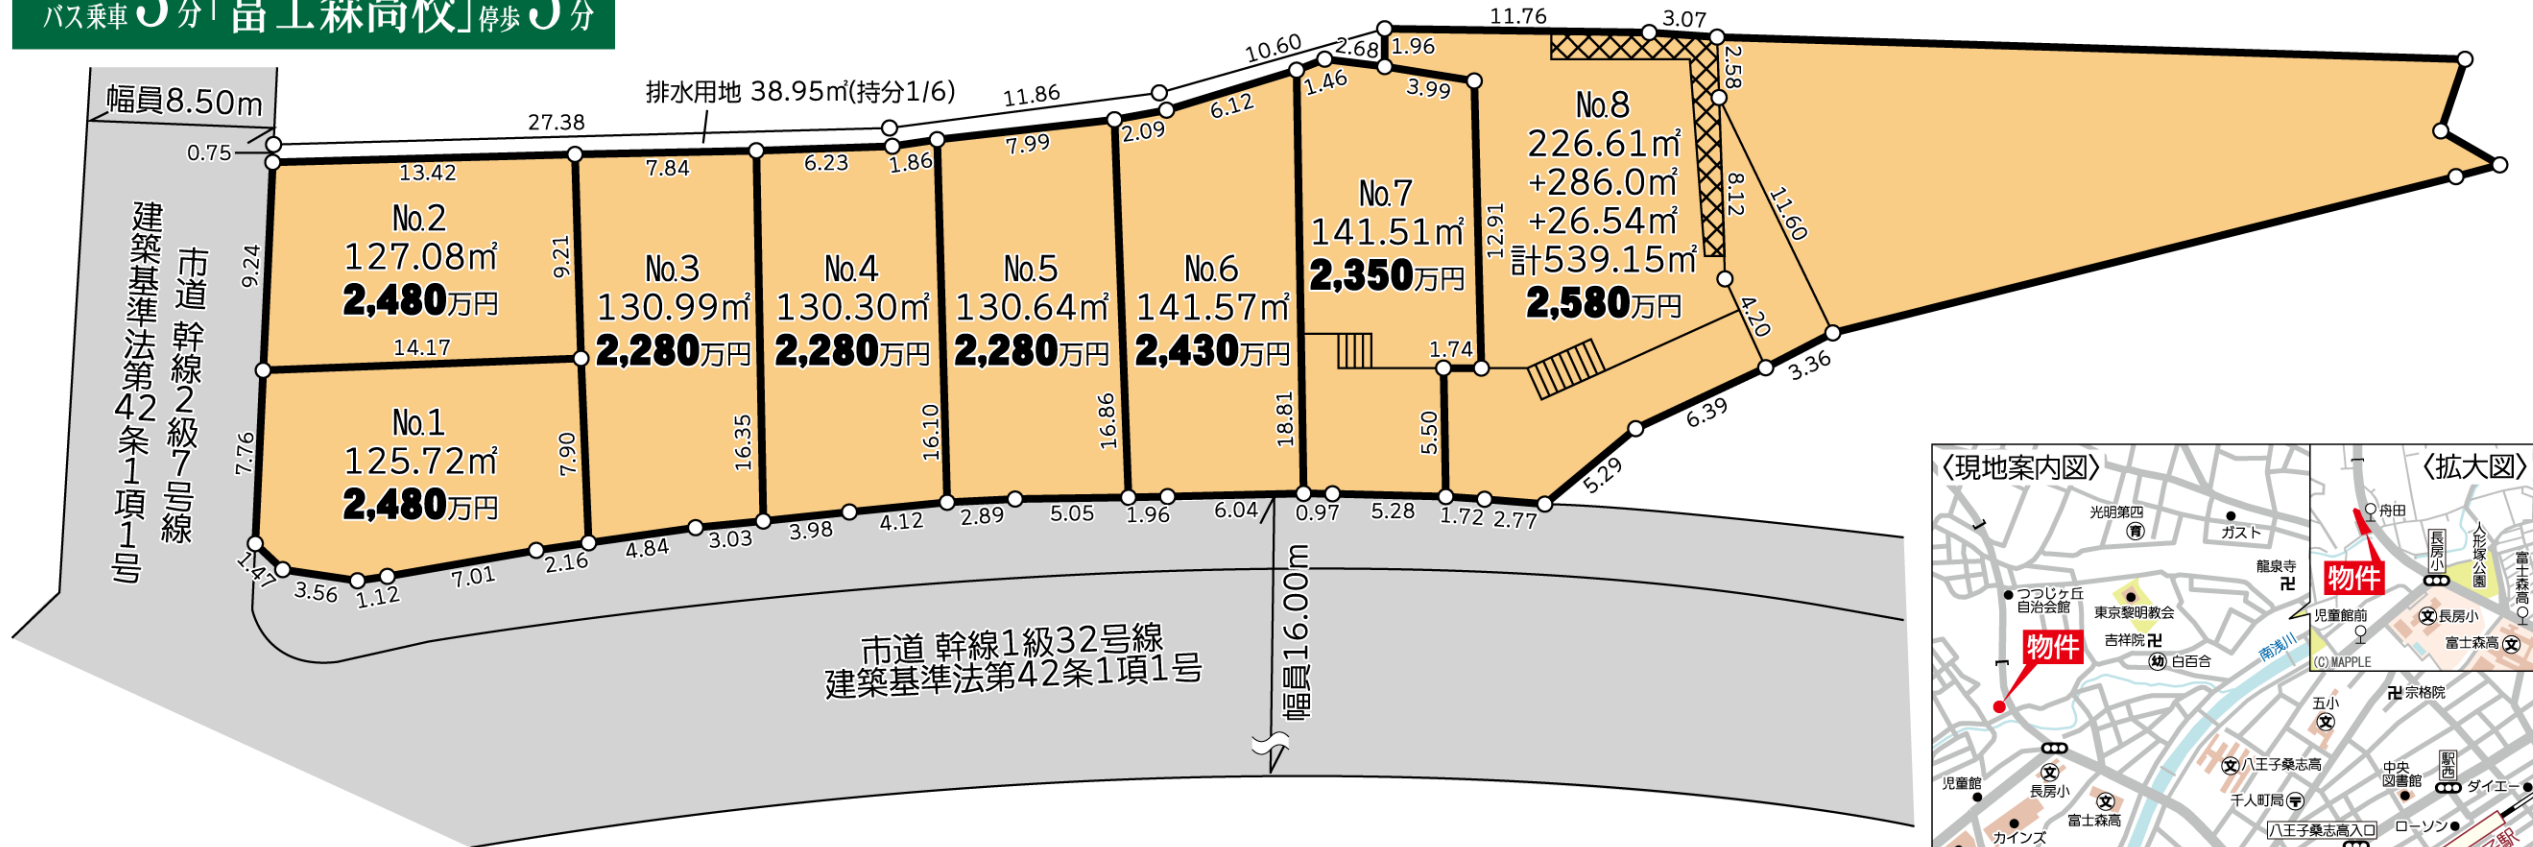 バス乗車5分「富士森高校」停歩5分
幅員8.50m
0.75
排水用地 38.95㎡(持分1/6)
27.38
11.86
10.60
2.68
1.96
11.76
3.07
2.58
13.42
7.84
6.23
1.86
7.99
2.09
6.12
1.46
3.99
市道 幹線2級7号線
建築基準法第42条1項1号
9.24
No.2
127.08㎡
2,480万円
9.21
14.17
7.76
No.1
125.72㎡
2,480万円
7.90
No.3
130.99㎡
2,280万円
16.35
No.4
130.30㎡
2,280万円
16.10
No.5
130.64㎡
2,280万円
16.86
No.6
141.57㎡
2,430万円
18.81
No.7
141.51㎡
2,350万円
12.91
1.74
5.50
No.8
226.61㎡
+286.0㎡
+26.54㎡
計539.15㎡
2,580万円
8.12
11.60
4.20
3.36
6.39
5.29
1.47
3.56
1.12
7.01
2.16
4.84
3.03
3.98
4.12
2.89
5.05
1.96
6.04
0.97
5.28
1.72
2.77
市道 幹線1級32号線
建築基準法第42条1項1号
幅員16.00m
〈現地案内図〉
光明第四
育
ガスト
龍泉寺
つつじヶ丘
自治会館
東京黎明教会
吉祥院
物件
幼
白百合
南浅川
宗格院
五小
文
児童館
文
長房小
文
富士森高
カインズ
文
八王子桑志高
千人町局
中央
図書館
駅西
ダイエー
八王子桑志高入口
ローソン
〈拡大図〉
舟田
長房小
人形塚公園
富士森高
物件
児童館前
文
長房小
富士森高
文
(C)MAPPLE